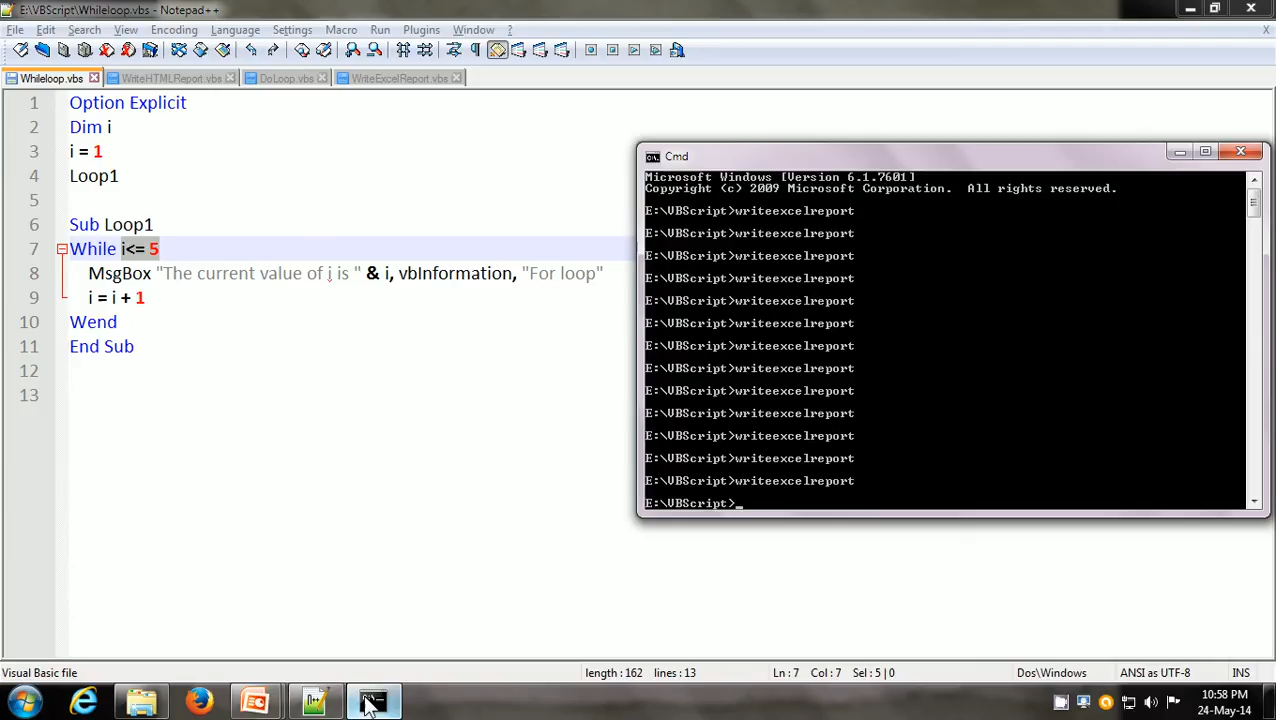 E:\VBScript\Whileloop.vbs - Notepad++
File Edit Search View Encoding Language Settings Macro Run Plugins Window ?
X
Whileloop.vbs WriteHTMLReport.vbs DoLoop.vbs WriteExcelReport.vbs
1 Option Explicit
2 Dim i
3 i = 1
4 Loop1
5
6 Sub Loop1
7 While i<= 5
8 MsgBox "The current value of i is " & i, vbInformation, "For loop"
9 i = i + 1
10 Wend
11 End Sub
12
13
Cmd
Microsoft Windows [Version 6.1.7601]
Copyright (c) 2009 Microsoft Corporation. All rights reserved.
E:\VBScript>writeexcelreport
E:\VBScript>writeexcelreport
E:\VBScript>writeexcelreport
E:\VBScript>writeexcelreport
E:\VBScript>writeexcelreport
E:\VBScript>writeexcelreport
E:\VBScript>writeexcelreport
E:\VBScript>writeexcelreport
E:\VBScript>writeexcelreport
E:\VBScript>writeexcelreport
E:\VBScript>writeexcelreport
E:\VBScript>writeexcelreport
E:\VBScript>writeexcelreport
E:\VBScript>_
Visual Basic file length : 162 lines : 13 Ln : 7 Col : 7 Sel : 5 | 0 Dos\Windows ANSI as UTF-8 INS
10:58 PM
24-May-14